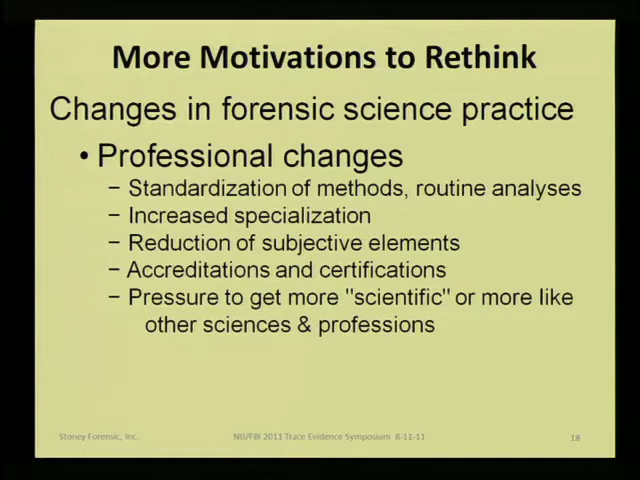 More Motivations to Rethink
Changes in forensic science practice
• Professional changes
– Standardization of methods, routine analyses
– Increased specialization
– Reduction of subjective elements
– Accreditations and certifications
– Pressure to get more "scientific" or more like
other sciences & professions
Stoney Forensic, Inc.
NIJ/FBI 2011 Trace Evidence Symposium 8-11-11
18